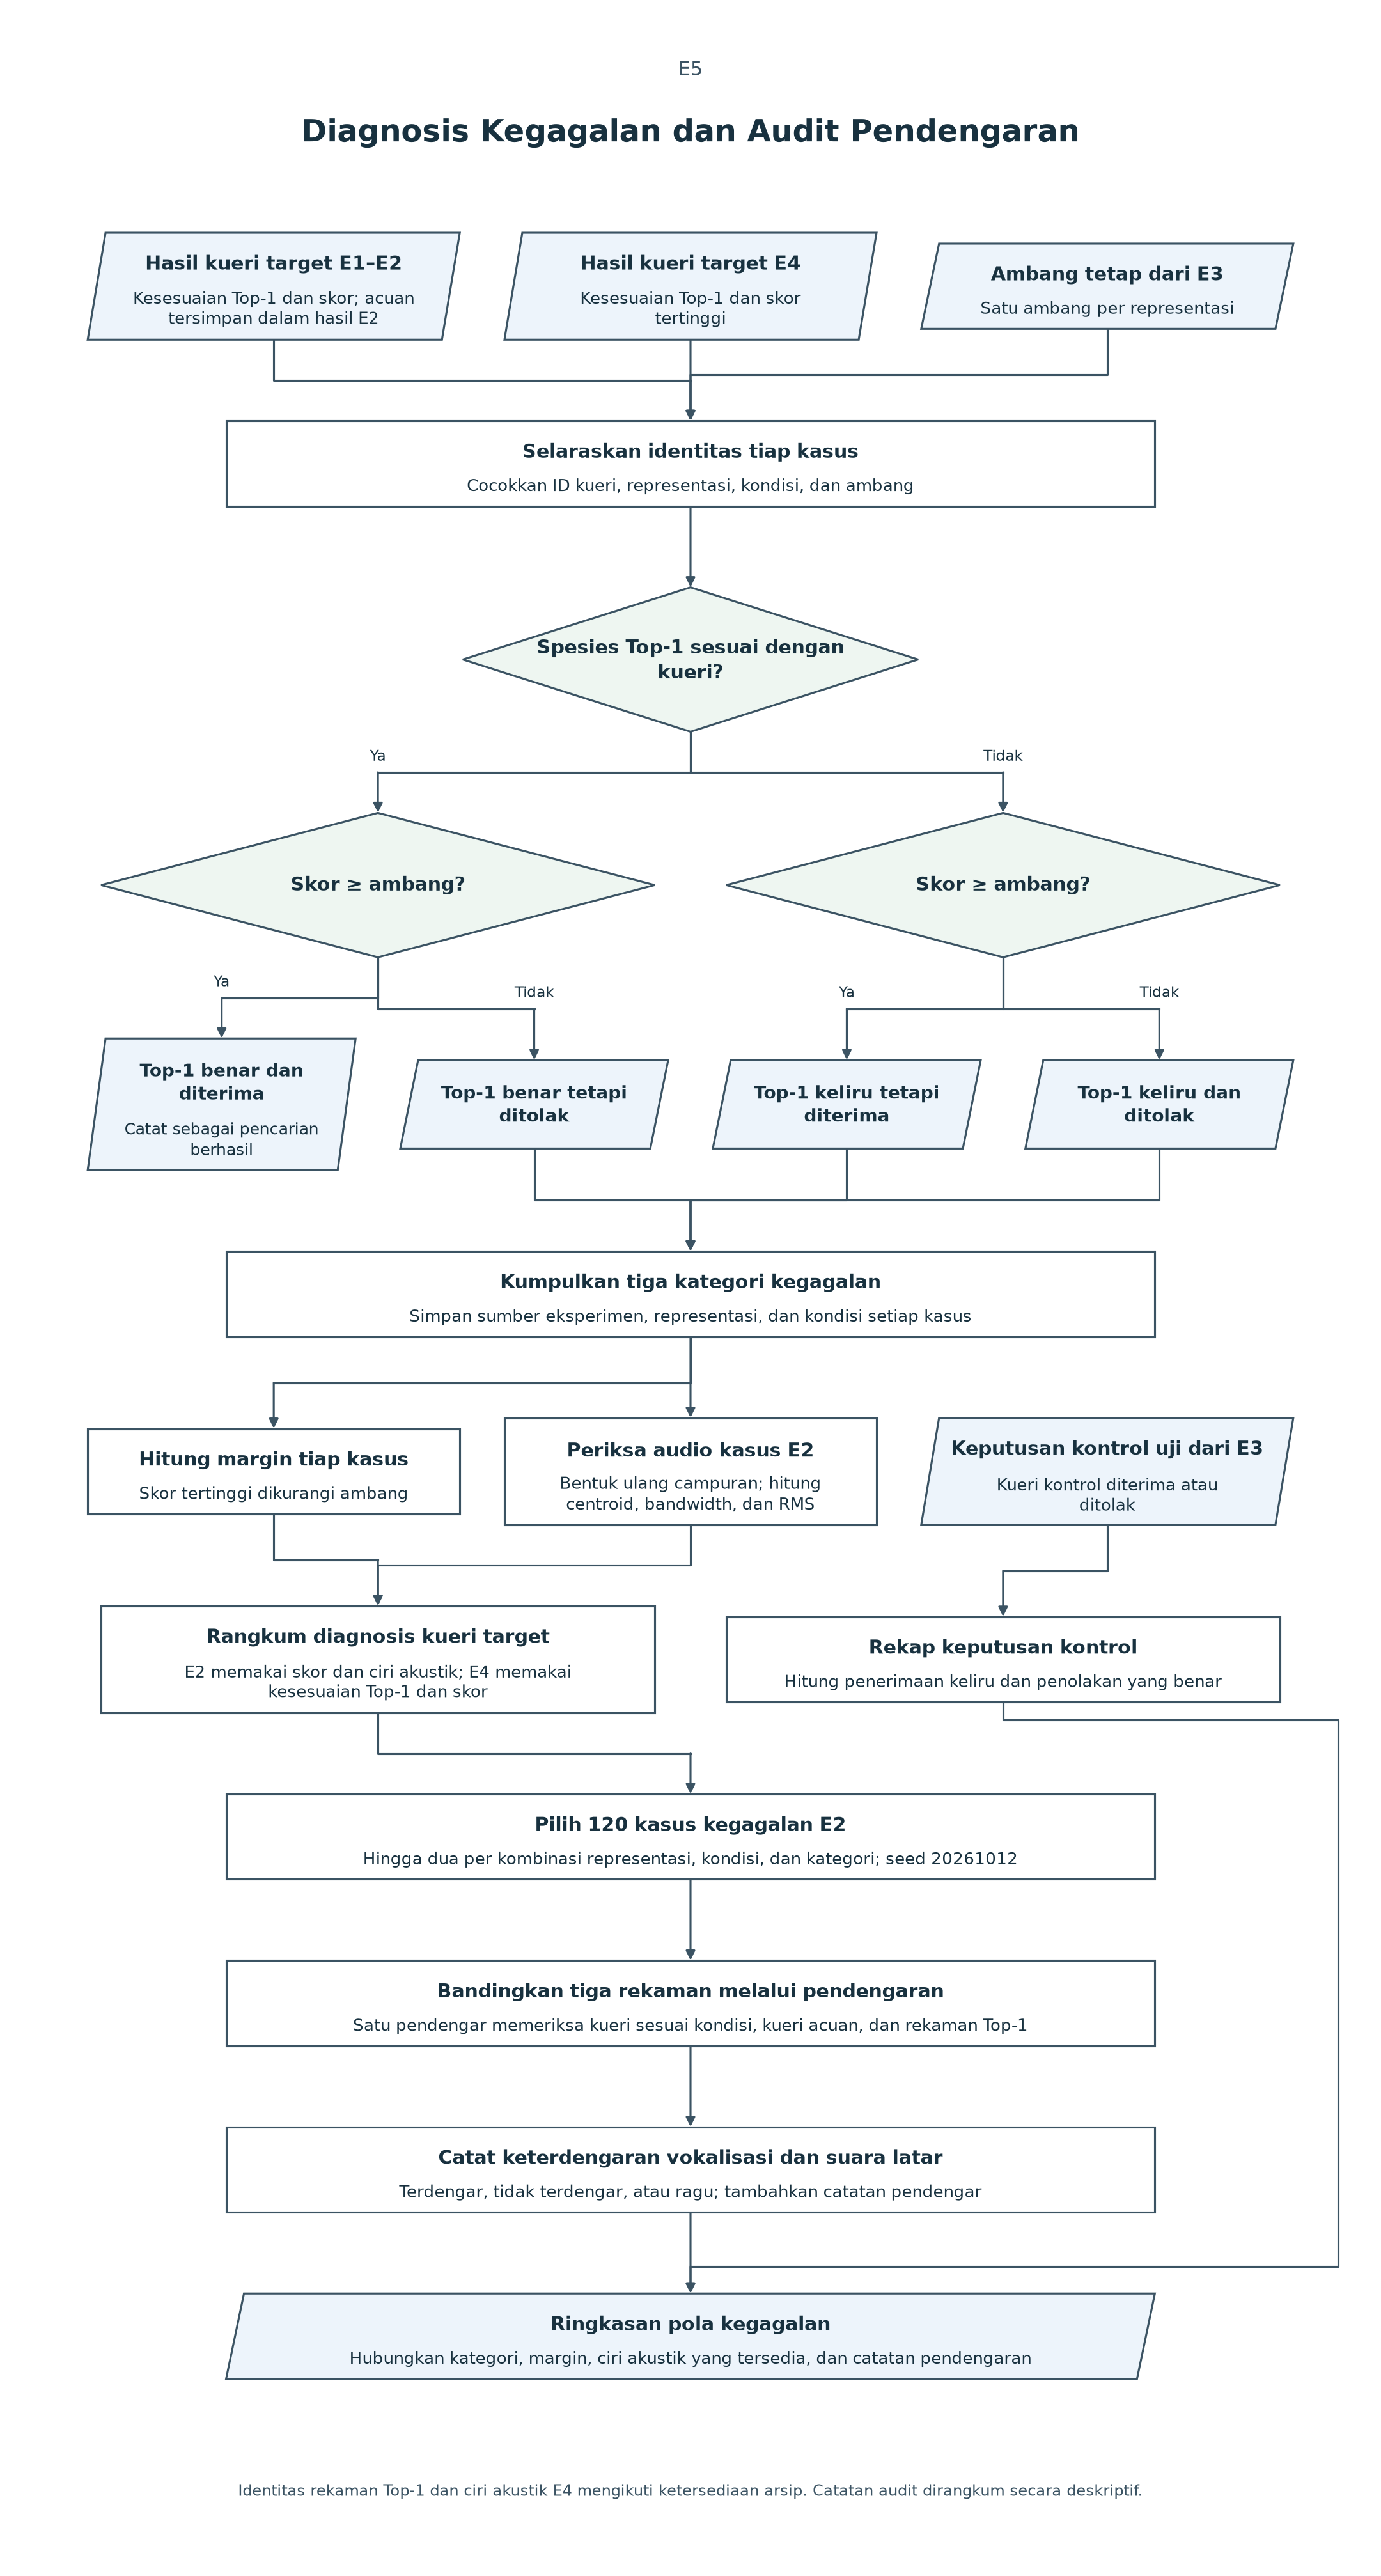 E5
Diagnosis Kegagalan dan Audit Pendengaran
Hasil kueri target E1–E2
Kesesuaian Top-1 dan skor; acuan
tersimpan dalam hasil E2
Hasil kueri target E4
Kesesuaian Top-1 dan skor
tertinggi
Ambang tetap dari E3
Satu ambang per representasi
Selaraskan identitas tiap kasus
Cocokkan ID kueri, representasi, kondisi, dan ambang
Spesies Top-1 sesuai dengan
kueri?
Ya
Tidak
Skor ≥ ambang?
Skor ≥ ambang?
Ya
Tidak
Ya
Tidak
Top-1 benar dan
diterima
Catat sebagai pencarian
berhasil
Top-1 benar tetapi
ditolak
Top-1 keliru tetapi
diterima
Top-1 keliru dan
ditolak
Kumpulkan tiga kategori kegagalan
Simpan sumber eksperimen, representasi, dan kondisi setiap kasus
Hitung margin tiap kasus
Skor tertinggi dikurangi ambang
Periksa audio kasus E2
Bentuk ulang campuran; hitung
centroid, bandwidth, dan RMS
Keputusan kontrol uji dari E3
Kueri kontrol diterima atau
ditolak
Rangkum diagnosis kueri target
E2 memakai skor dan ciri akustik; E4 memakai
kesesuaian Top-1 dan skor
Rekap keputusan kontrol
Hitung penerimaan keliru dan penolakan yang benar
Pilih 120 kasus kegagalan E2
Hingga dua per kombinasi representasi, kondisi, dan kategori; seed 20261012
Bandingkan tiga rekaman melalui pendengaran
Satu pendengar memeriksa kueri sesuai kondisi, kueri acuan, dan rekaman Top-1
Catat keterdengaran vokalisasi dan suara latar
Terdengar, tidak terdengar, atau ragu; tambahkan catatan pendengar
Ringkasan pola kegagalan
Hubungkan kategori, margin, ciri akustik yang tersedia, dan catatan pendengaran
Identitas rekaman Top-1 dan ciri akustik E4 mengikuti ketersediaan arsip. Catatan audit dirangkum secara deskriptif.